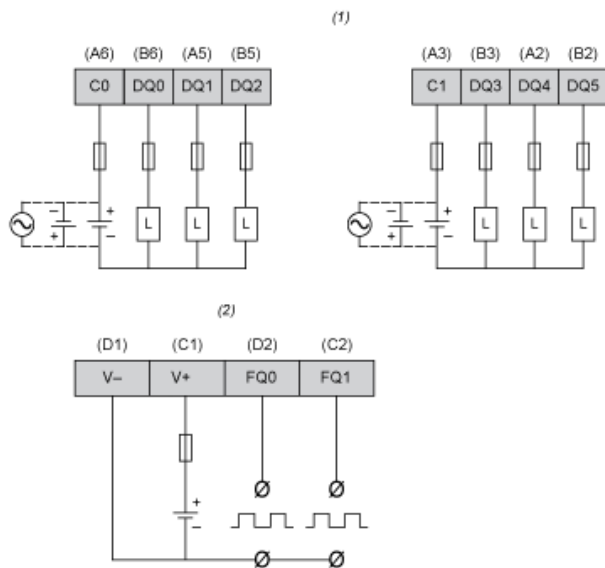 (1)
(A6) (B6) (A5) (B5)
C0 DQ0 DQ1 DQ2
+
−
+
−
L L L
(A3) (B3) (A2) (B2)
C1 DQ3 DQ4 DQ5
+
−
+
−
L L L
(2)
(D1) (C1) (D2) (C2)
V− V+ FQ0 FQ1
+
−